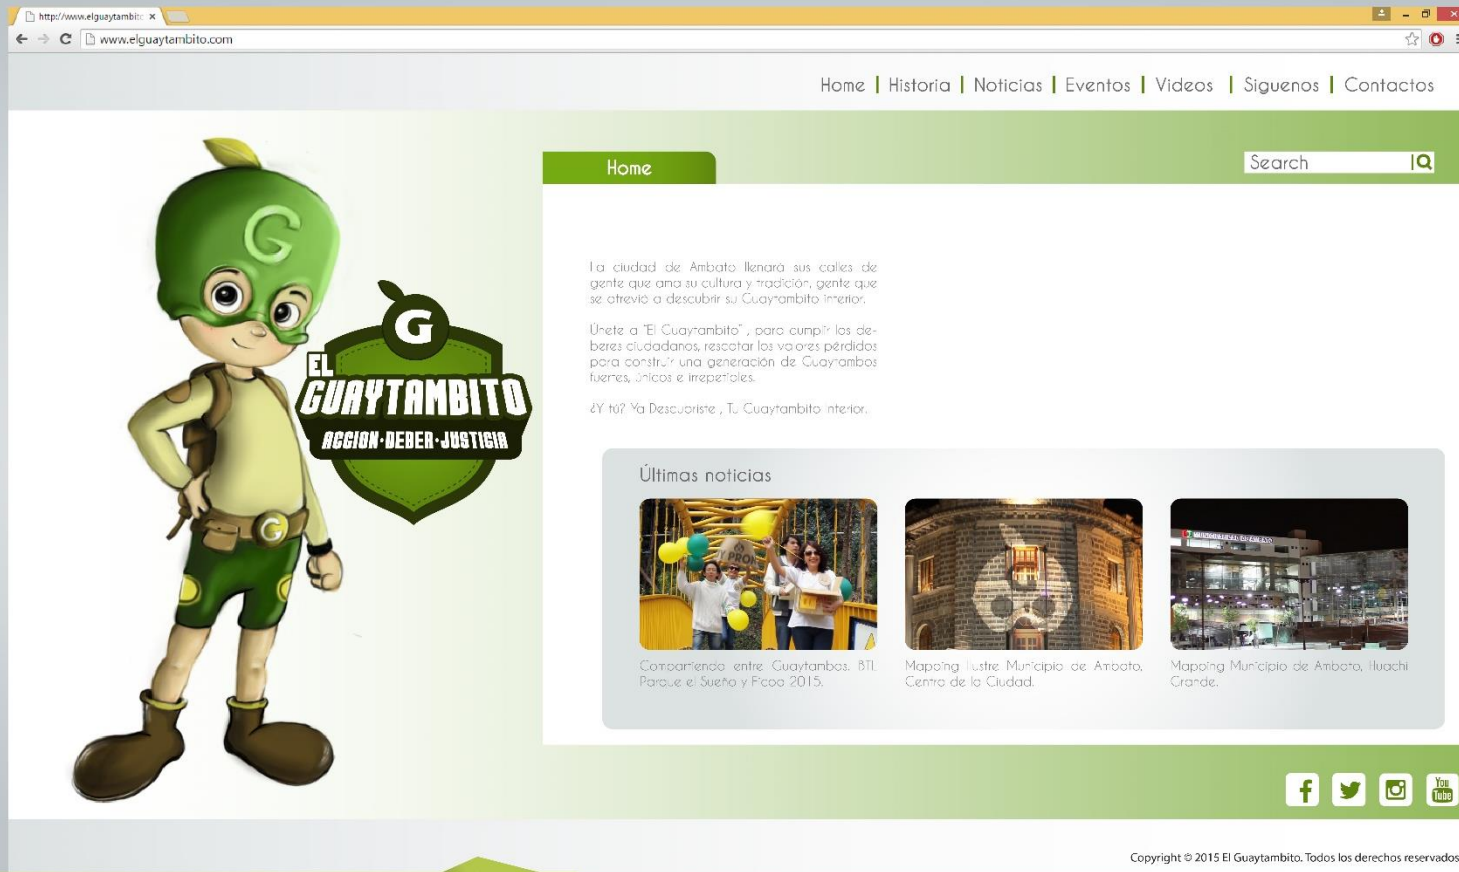 http://www.elguaytambito
www.elguaytambito.com
Home | Historia | Noticias | Eventos | Videos | Siguenos | Contactos
Home
Search
G
G
EL
GUAYTAMBITO
ACCION·DEBER·JUSTICIA
G
La ciudad de Ambato llenará sus calles de
gente que ama su cultura y tradición, gente que
se atrevió a descubrir su Guaytambito interior.
Únete a "El Guaytambito" , para cumplir los de-
beres ciudadanos, rescatar los valores pérdidos
para construir una generación de Guaytambos
fuertes, únicos e irrepetibles.
¿Y tú? Ya Descubriste , Tu Guaytambito interior.
Últimas noticias
Compartiendo entre Guaytambos. BTL
Parque el Sueño y Ficoa 2015.
Mapping Ilustre Municipio de Ambato,
Centro de la Ciudad.
Mapping Municipio de Ambato, Huachi
Grande.
You
Tube
Copyright © 2015 El Guaytambito. Todos los derechos reservados